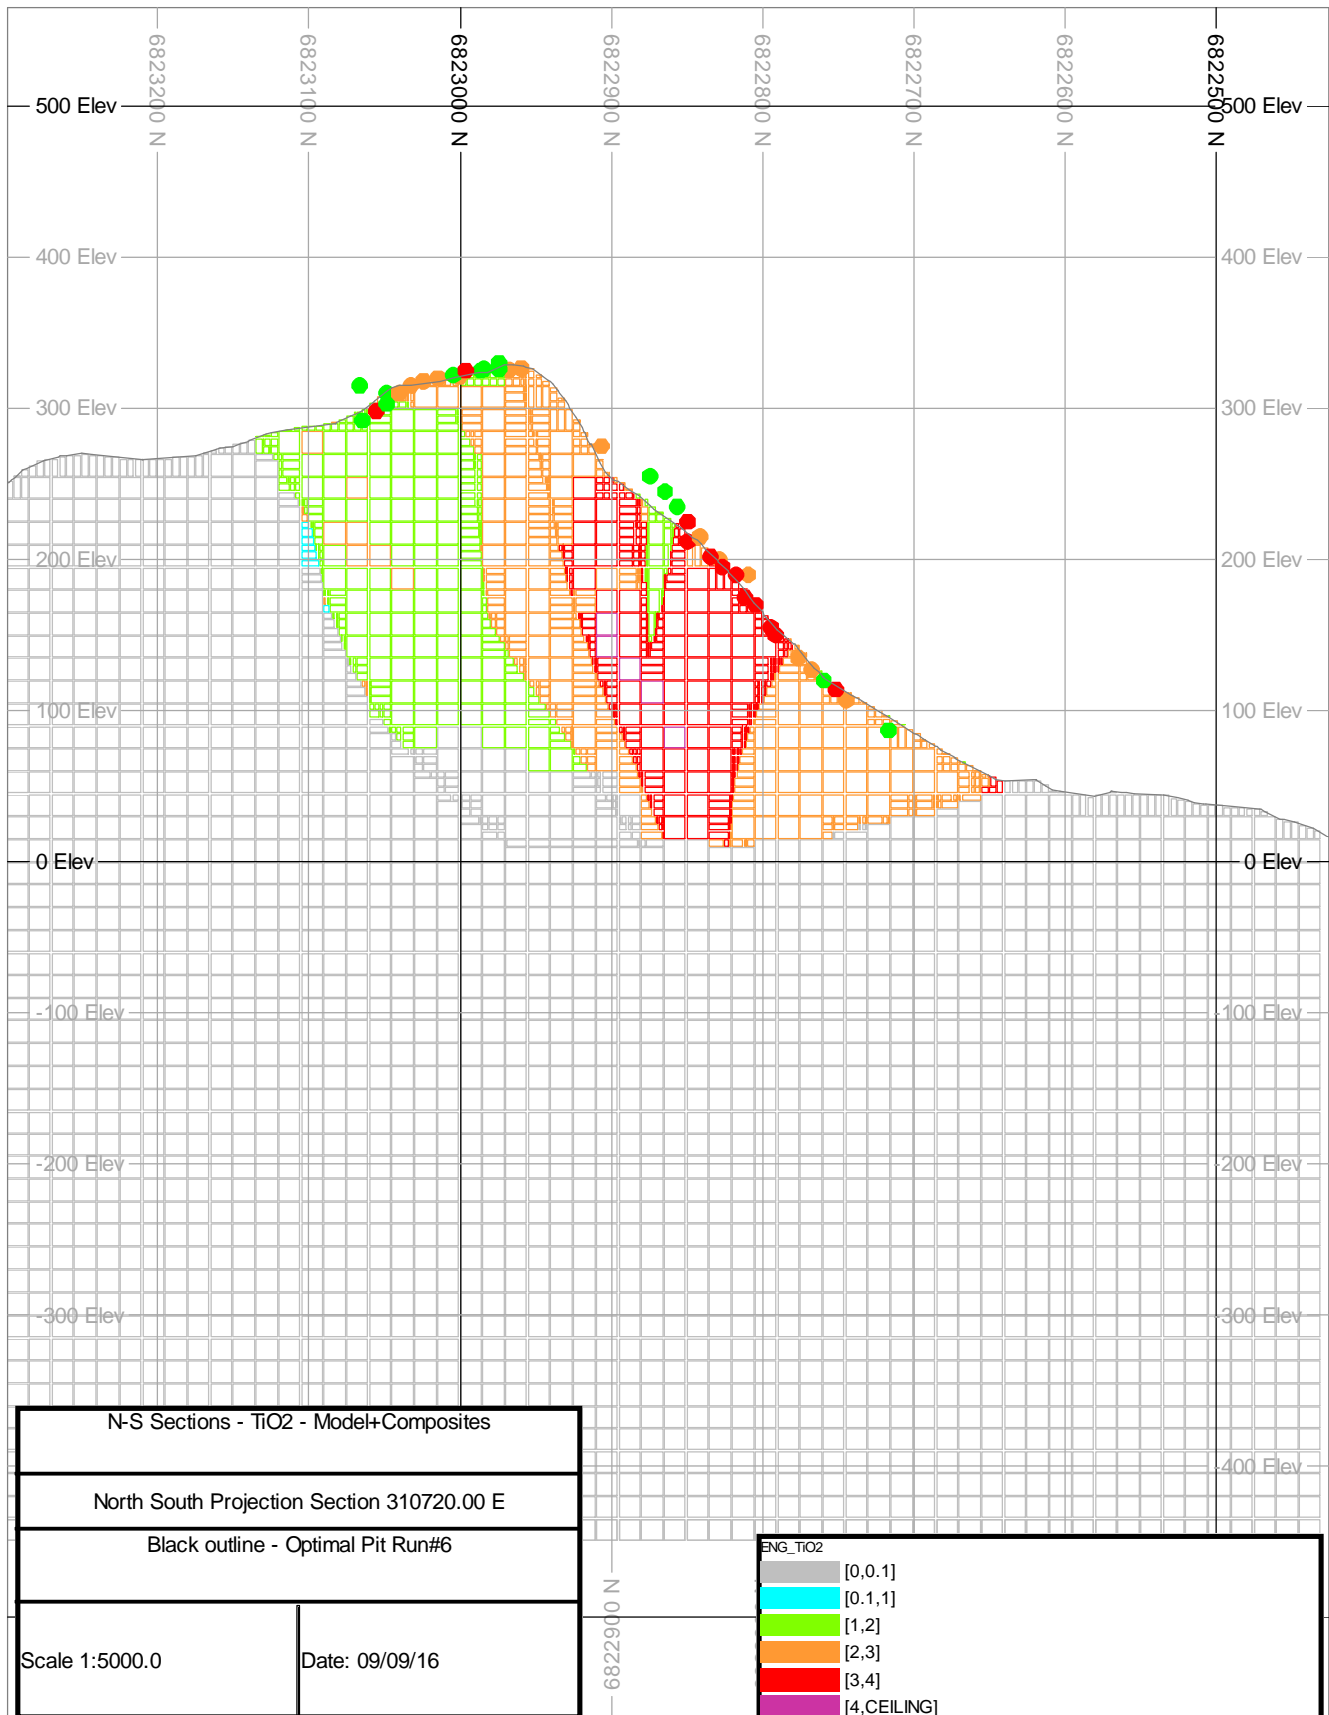 6823200 N
6823100 N
6823000 N
6822900 N
6822800 N
6822700 N
6822600 N
6822500 N
500 Elev 500 Elev
400 Elev 400 Elev
300 Elev 300 Elev
200 Elev 200 Elev
100 Elev 100 Elev
0 Elev 0 Elev
-100 Elev -100 Elev
-200 Elev -200 Elev
-300 Elev -300 Elev
-400 Elev
N-S Sections - TiO2 - Model+Composites
North South Projection Section 310720.00 E
Black outline - Optimal Pit Run#6
Scale 1:5000.0
Date: 09/09/16
6822900 N
ENG_TiO2
[0,0.1]
[0.1,1]
[1,2]
[2,3]
[3,4]
[4,CEILING]